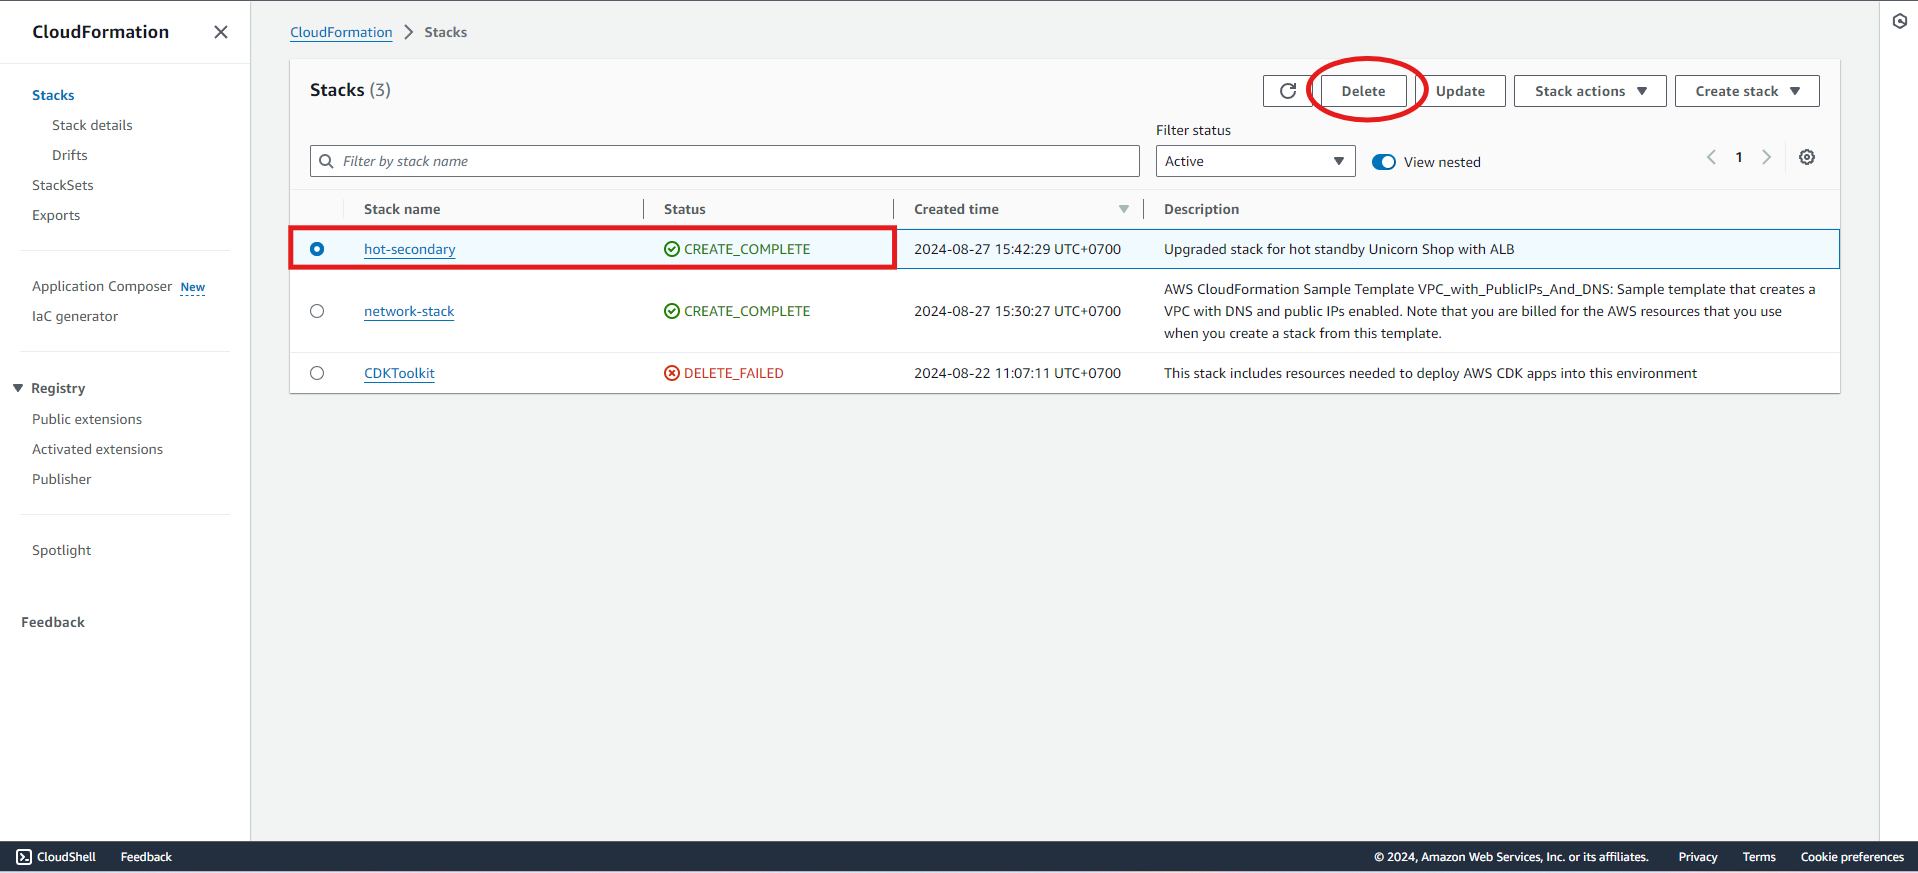 CloudFormation
Stacks
Stack details
Drifts
StackSets
Exports
Application Composer New
IaC generator
Registry
Public extensions
Activated extensions
Publisher
Spotlight
Feedback
CloudFormation Stacks
Stacks (3)
Delete
Update
Stack actions
Create stack
Filter status
Filter by stack name
Active
View nested
1
Stack name Status Created time Description
hot-secondary CREATE_COMPLETE 2024-08-27 15:42:29 UTC+0700 Upgraded stack for hot standby Unicorn Shop with ALB
AWS CloudFormation Sample Template VPC_with_PublicIPs_And_DNS: Sample template that creates a
network-stack CREATE_COMPLETE 2024-08-27 15:30:27 UTC+0700 VPC with DNS and public IPs enabled. Note that you are billed for the AWS resources that you use
when you create a stack from this template.
CDKToolkit DELETE_FAILED 2024-08-22 11:07:11 UTC+0700 This stack includes resources needed to deploy AWS CDK apps into this environment
CloudShell Feedback © 2024, Amazon Web Services, Inc. or its affiliates. Privacy Terms Cookie preferences